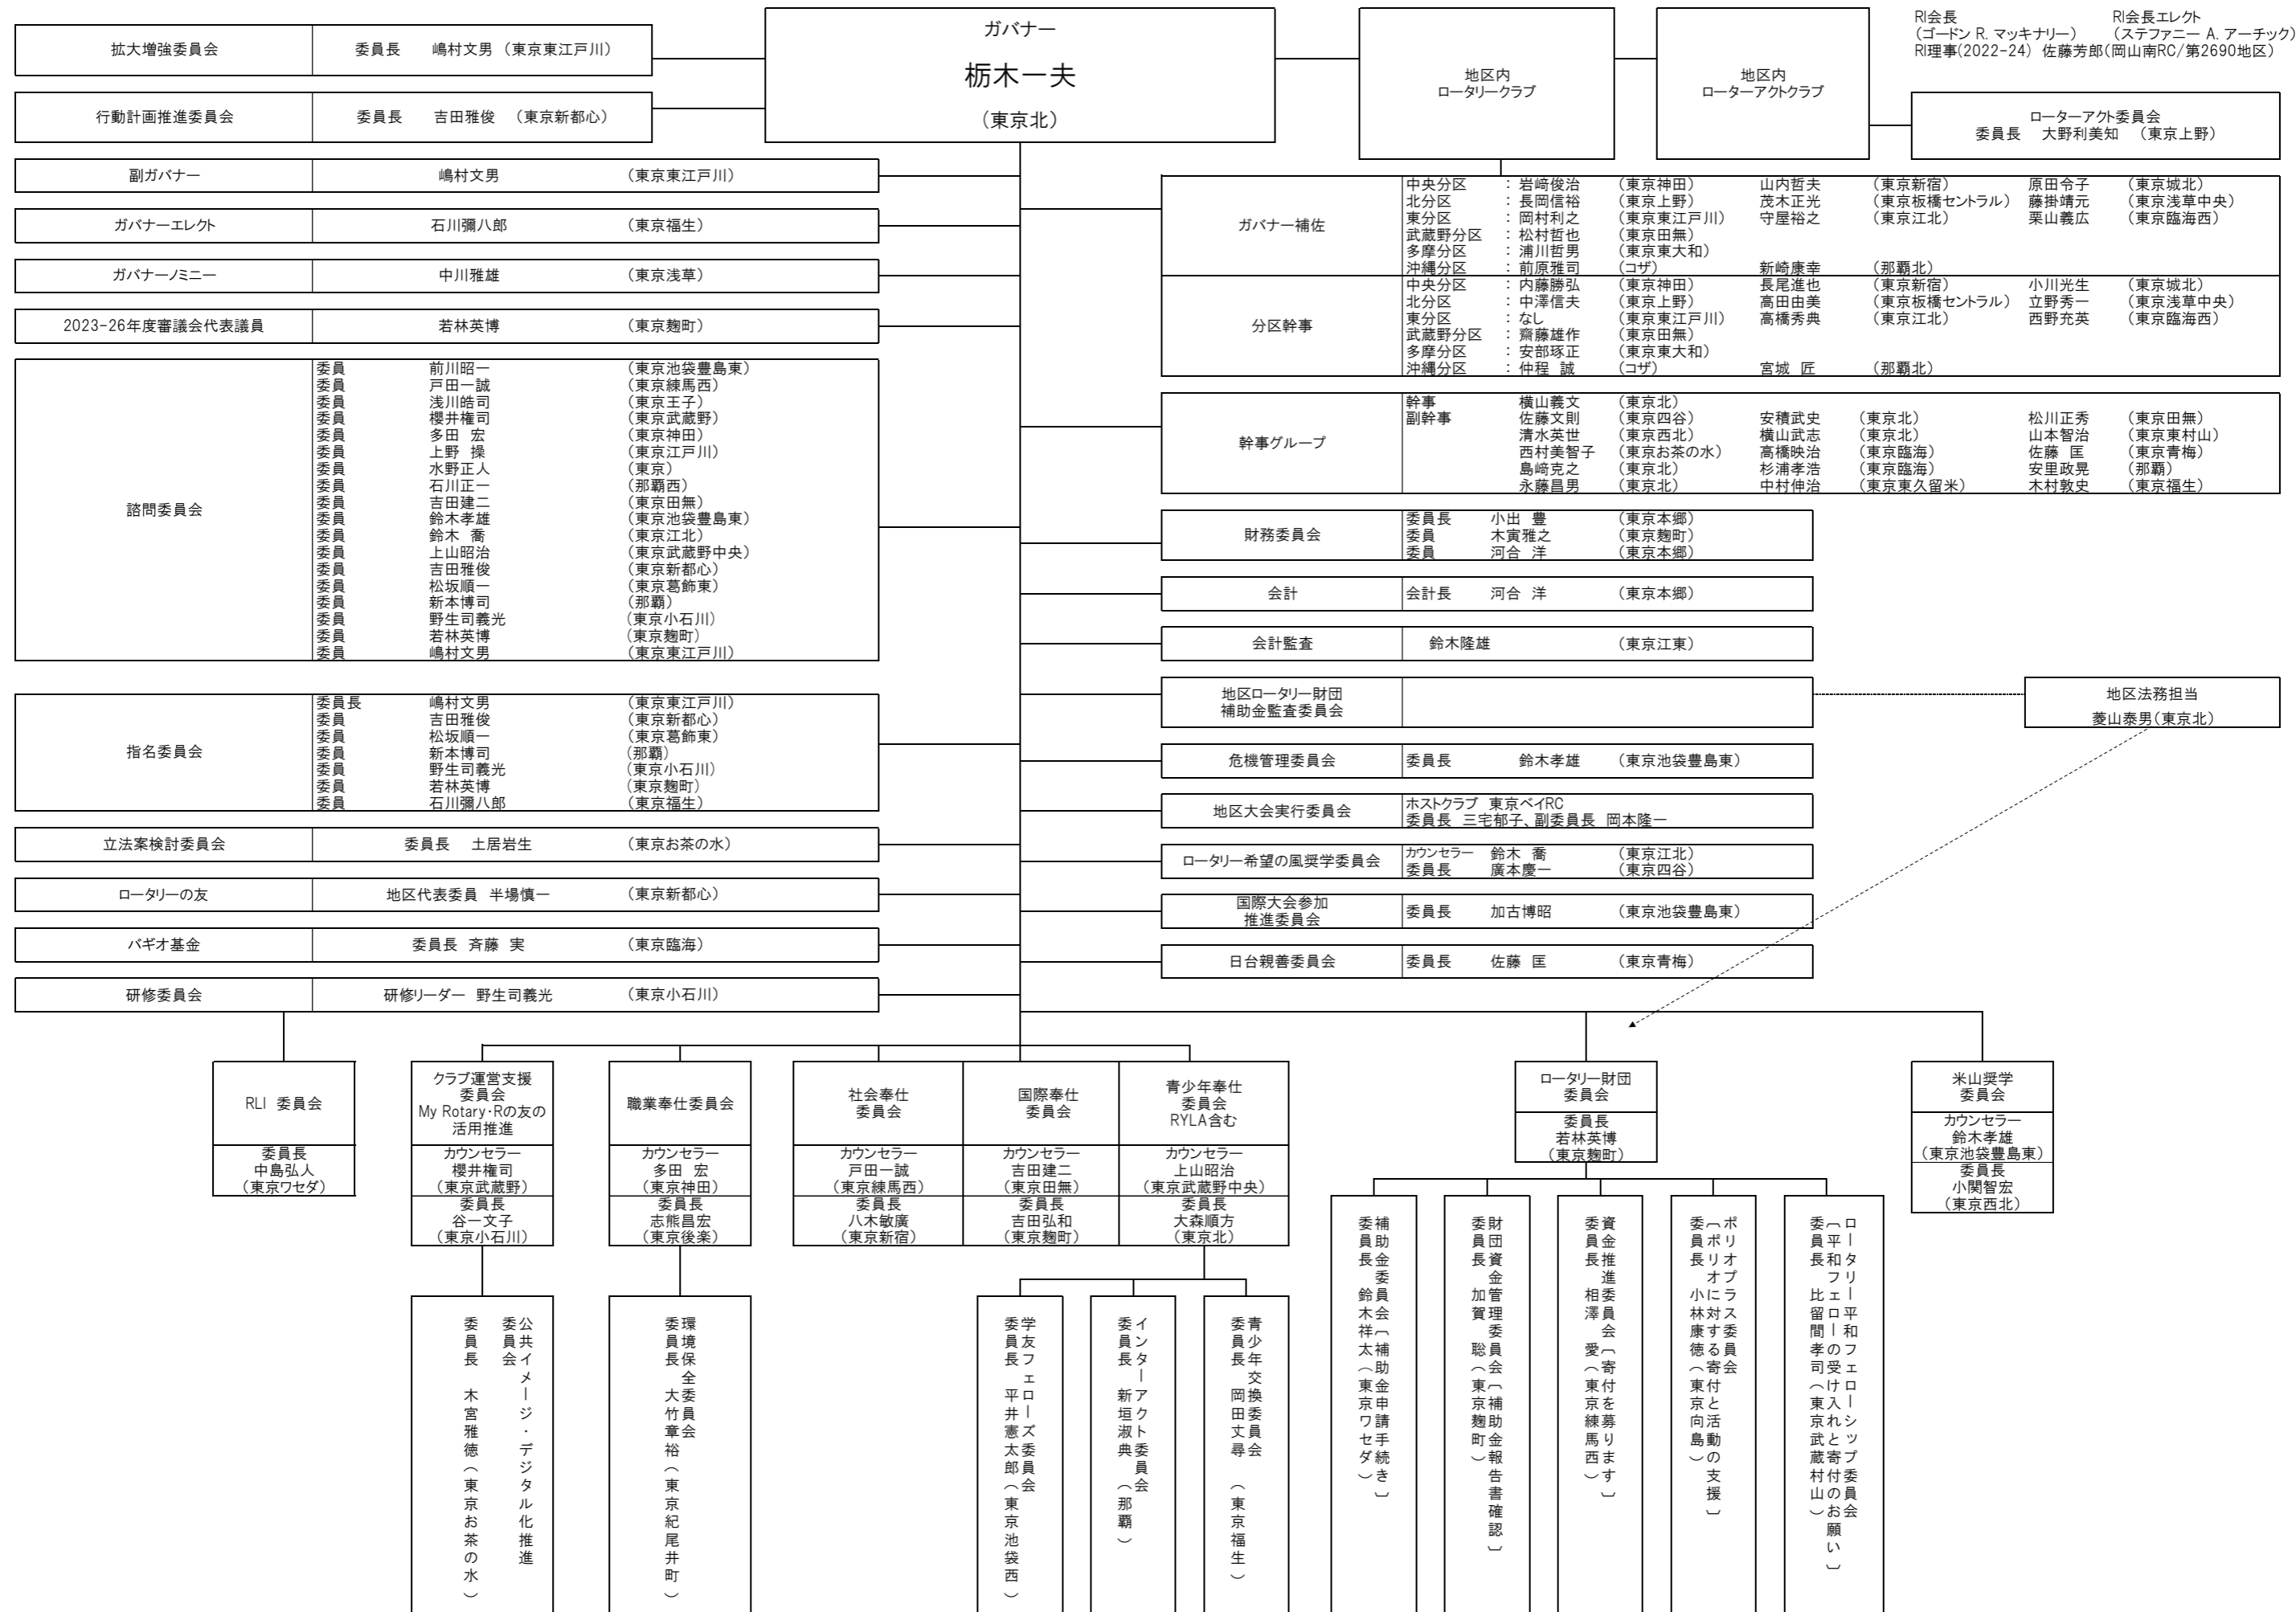 RI会長 RI会長エレクト
(ゴードン R. マッキナリー) (ステファニー A. アーチック)
RI理事(2022-24) 佐藤芳郎(岡山南RC/第2690地区)
ガバナー
栃木一夫
(東京北)
拡大増強委員会 委員長 嶋村文男 (東京東江戸川)
行動計画推進委員会 委員長 吉田雅俊 (東京新都心)
地区内
ロータリークラブ
地区内
ローターアクトクラブ
ローターアクト委員会
委員長 大野利美知 (東京上野)
副ガバナー 嶋村文男 (東京東江戸川)
ガバナーエレクト 石川彌八郎 (東京福生)
ガバナーノミニー 中川雅雄 (東京浅草)
2023-26年度審議会代表議員 若林英博 (東京麹町)
諮問委員会
委員 前川昭一 (東京池袋豊島東)
委員 戸田一誠 (東京練馬西)
委員 浅川皓司 (東京王子)
委員 櫻井権司 (東京武蔵野)
委員 多田 宏 (東京神田)
委員 上野 操 (東京江戸川)
委員 水野正人 (東京)
委員 石川正一 (那覇西)
委員 吉田建二 (東京田無)
委員 鈴木孝雄 (東京池袋豊島東)
委員 鈴木 喬 (東京江北)
委員 上山昭治 (東京武蔵野中央)
委員 吉田雅俊 (東京新都心)
委員 松坂順一 (東京葛飾東)
委員 新本博司 (那覇)
委員 野生司義光 (東京小石川)
委員 若林英博 (東京麹町)
委員 嶋村文男 (東京東江戸川)
指名委員会
委員長 嶋村文男 (東京東江戸川)
委員 吉田雅俊 (東京新都心)
委員 松坂順一 (東京葛飾東)
委員 新本博司 (那覇)
委員 野生司義光 (東京小石川)
委員 若林英博 (東京麹町)
委員 石川彌八郎 (東京福生)
立法案検討委員会 委員長 土居岩生 (東京お茶の水)
ロータリーの友 地区代表委員 半場慎一 (東京新都心)
バギオ基金 委員長 斉藤 実 (東京臨海)
研修委員会 研修リーダー 野生司義光 (東京小石川)
ガバナー補佐
中央分区 : 岩﨑俊治 (東京神田) 山内哲夫 (東京新宿) 原田令子 (東京城北)
北分区 : 長岡信裕 (東京上野) 茂木正光 (東京板橋セントラル) 藤掛靖元 (東京浅草中央)
東分区 : 岡村利之 (東京東江戸川) 守屋裕之 (東京江北) 栗山義広 (東京臨海西)
武蔵野分区 : 松村哲也 (東京田無)
多摩分区 : 浦川哲男 (東京東大和)
沖縄分区 : 前原雅司 (コザ) 新崎康幸 (那覇北)
分区幹事
中央分区 : 内藤勝弘 (東京神田) 長尾進也 (東京新宿) 小川光生 (東京城北)
北分区 : 中澤信夫 (東京上野) 高田由美 (東京板橋セントラル) 立野秀一 (東京浅草中央)
東分区 : なし (東京東江戸川) 高橋秀典 (東京江北) 西野充英 (東京臨海西)
武蔵野分区 : 齋藤雄作 (東京田無)
多摩分区 : 安部琢正 (東京東大和)
沖縄分区 : 仲程 誠 (コザ) 宮城 匠 (那覇北)
幹事グループ
幹事 横山義文 (東京北)
副幹事 佐藤文則 (東京四谷) 安積武史 (東京北) 松川正秀 (東京田無)
清水英世 (東京西北) 横山武志 (東京北) 山本智治 (東京東村山)
西村美智子 (東京お茶の水) 高橋映治 (東京臨海) 佐藤 匡 (東京青梅)
島﨑克之 (東京北) 杉浦孝浩 (東京臨海) 安里政晃 (那覇)
永藤昌男 (東京北) 中村伸治 (東京東久留米) 木村敦史 (東京福生)
財務委員会
委員長 小出 豊 (東京本郷)
委員 木寅雅之 (東京麹町)
委員 河合 洋 (東京本郷)
会計 会計長 河合 洋 (東京本郷)
会計監査 鈴木隆雄 (東京江東)
地区ロータリー財団
補助金監査委員会
地区法務担当
菱山泰男(東京北)
危機管理委員会 委員長 鈴木孝雄 (東京池袋豊島東)
地区大会実行委員会
ホストクラブ 東京ベイRC
委員長 三宅郁子、副委員長 岡本隆一
ロータリー希望の風奨学委員会
カウンセラー 鈴木 喬 (東京江北)
委員長 廣本慶一 (東京四谷)
国際大会参加
推進委員会
委員長 加古博昭 (東京池袋豊島東)
日台親善委員会 委員長 佐藤 匡 (東京青梅)
RLI 委員会
委員長
中島弘人
(東京ワセダ)
クラブ運営支援
委員会
My Rotary・Rの友の
活用推進
カウンセラー
櫻井権司
(東京武蔵野)
委員長
谷一文子
(東京小石川)
職業奉仕委員会
カウンセラー
多田 宏
(東京神田)
委員長
志熊昌宏
(東京後楽)
社会奉仕
委員会
カウンセラー
戸田一誠
(東京練馬西)
委員長
八木敏廣
(東京新宿)
国際奉仕
委員会
カウンセラー
吉田建二
(東京田無)
委員長
吉田弘和
(東京麹町)
青少年奉仕
委員会
RYLA含む
カウンセラー
上山昭治
(東京武蔵野中央)
委員長
大森順方
(東京北)
ロータリー財団
委員会
委員長
若林英博
(東京麹町)
米山奨学
委員会
カウンセラー
鈴木孝雄
(東京池袋豊島東)
委員長
小関智宏
(東京西北)
公共イメージ・デジタル化推進
委員会
委員長 木宮雅徳(東京お茶の水)
環境保全委員会
委員長 大竹章裕(東京紀尾井町)
学友フェローズ委員会
委員長 平井憲太郎(東京池袋西)
インターアクト委員会
委員長 新垣淑典(那覇)
青少年交換委員会
委員長 岡田丈尋 (東京福生)
補助金委員会〔補助金申請手続き〕
委員長 鈴木祥太(東京ワセダ)
財団資金管理委員会〔補助金報告書確認〕
委員長 加賀 聡(東京麹町)
資金推進委員会〔寄付を募ります〕
委員長 相澤 愛(東京練馬西)
ポリオプラス委員会
〔ポリオに対する寄付と活動の支援〕
委員長 小林康徳(東京向島)
ロータリー平和フェローシップ委員会
〔平和フェローの受け入れと寄付のお願い〕
委員長 比留間孝司(東京武蔵村山)